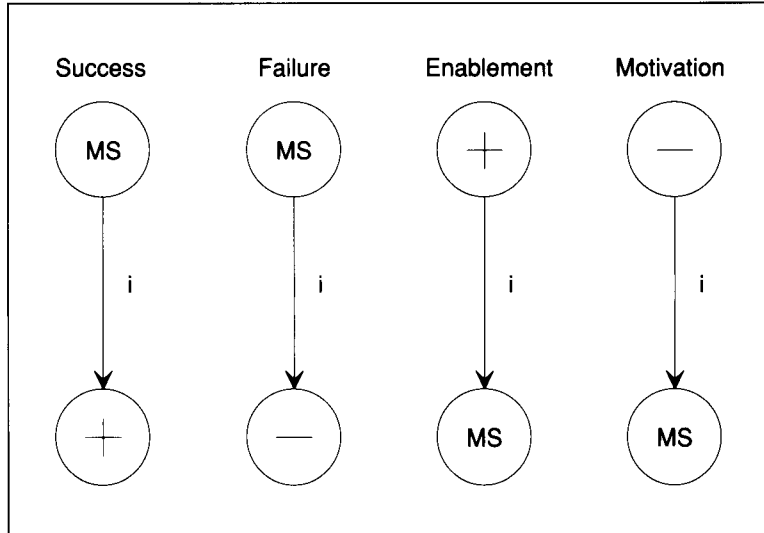 Success Failure Enablement Motivation
MS MS + —
i i i i
+ — MS MS